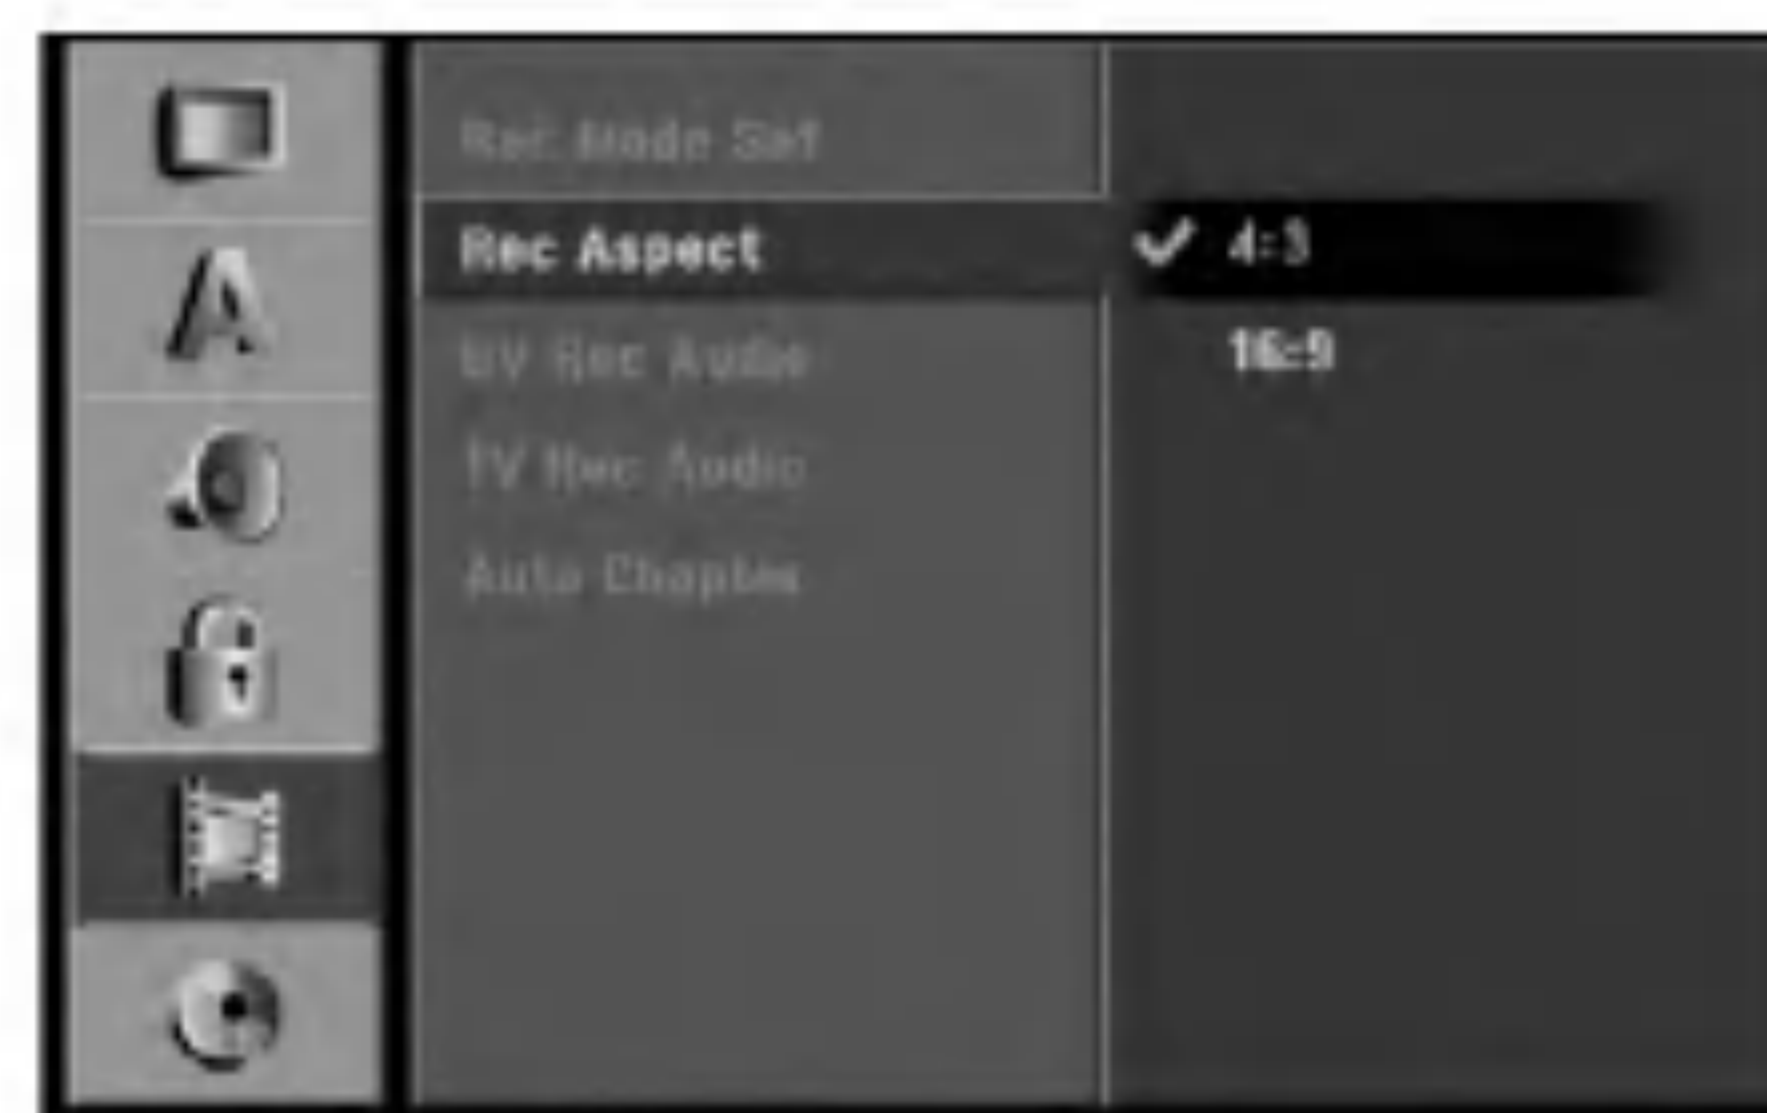 Rec Mode Set
Rec Aspect
4:3
16:9
DV Rec Audio
TV Rec Audio
Auto Chapter